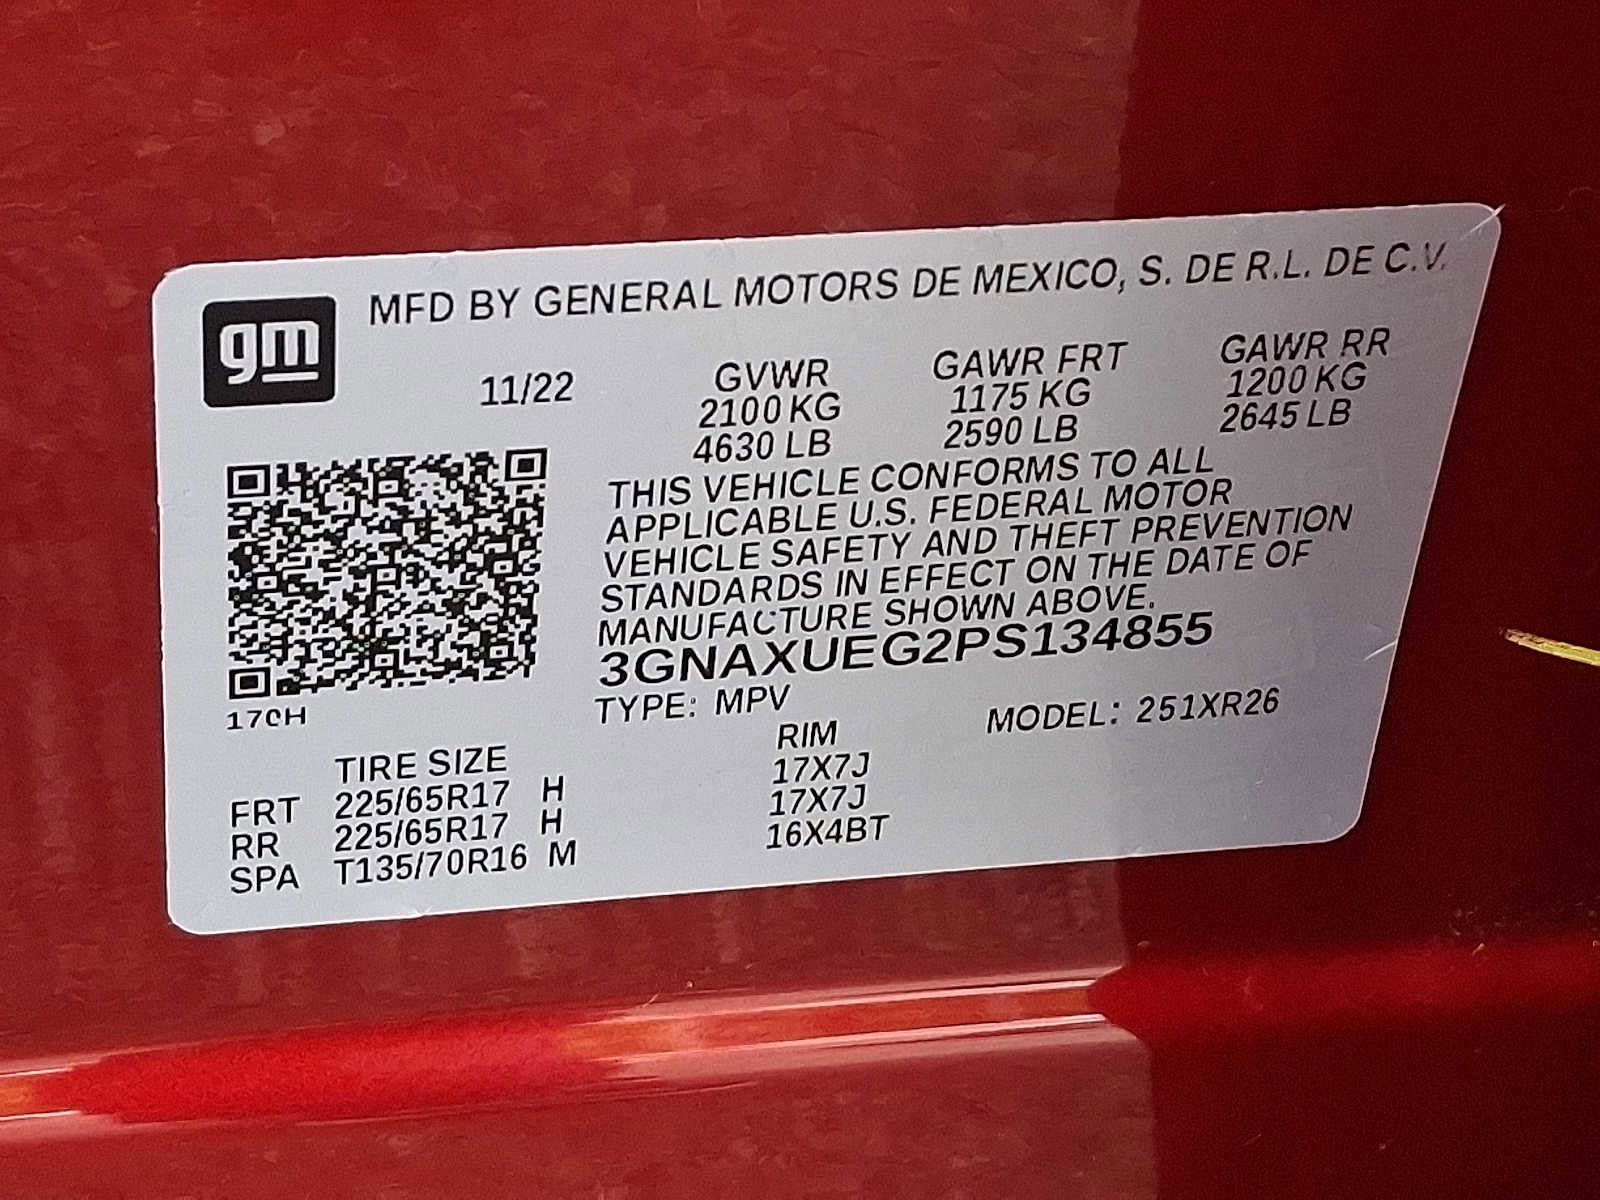 gm
MFD BY GENERAL MOTORS DE MEXICO, S. DE R.L. DE C.V.
11/22 GVWR GAWR FRT GAWR RR
2100 KG 1175 KG 1200 KG
4630 LB 2590 LB 2645 LB
THIS VEHICLE CONFORMS TO ALL
APPLICABLE U.S. FEDERAL MOTOR
VEHICLE SAFETY AND THEFT PREVENTION
STANDARDS IN EFFECT ON THE DATE OF
MANUFACTURE SHOWN ABOVE.
3GNAXUEG2PS134855
17CH
TYPE: MPV MODEL: 251XR26
TIRE SIZE RIM
FRT 225/65R17 H 17X7J
RR 225/65R17 H 17X7J
SPA T135/70R16 M 16X4BT